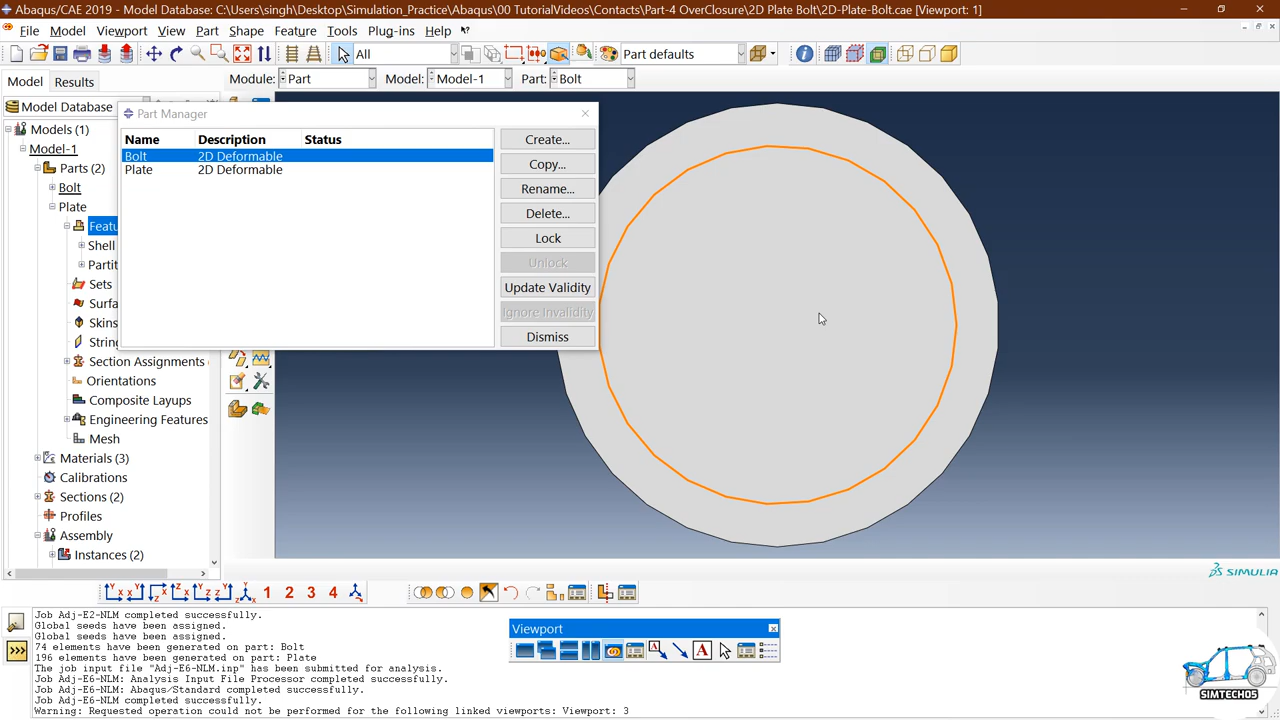 Abaqus/CAE 2019 - Model Database: C:\Users\singh\Desktop\Simulation_Practice\Abaqus\00 TutorialVideos\Contacts\Part-4 OverClosure\2D Plate Bolt\2D-Plate-Bolt.cae [Viewport: 1]
File Model Viewport View Part Shape Feature Tools Plug-ins Help
All Part defaults
Model Results Module: Part Model: Model-1 Part: Bolt
Model Database
Part Manager
Name Description Status
Bolt 2D Deformable
Plate 2D Deformable
Create...
Copy...
Rename...
Delete...
Lock
Unlock
Update Validity
Ignore Invalidity
Dismiss
Models (1)
Model-1
Parts (2)
Bolt
Plate
Featu
Shell
Partit
Sets
Surfa
Skins
String
Section Assignments
Orientations
Composite Layups
Engineering Features
Mesh
Materials (3)
Calibrations
Sections (2)
Profiles
Assembly
Instances (2)
SIMULIA
1 2 3 4
Job Adj-E2-NLM completed successfully.
Global seeds have been assigned.
Global seeds have been assigned.
74 elements have been generated on part: Bolt
196 elements have been generated on part: Plate
The job input file "Adj-E6-NLM.inp" has been submitted for analysis.
Job Adj-E6-NLM: Analysis Input File Processor completed successfully.
Job Adj-E6-NLM: Abaqus/Standard completed successfully.
Job Adj-E6-NLM completed successfully.
Warning: Requested operation could not be performed for the following linked viewports: Viewport: 3
Viewport
A
SIMTECH05